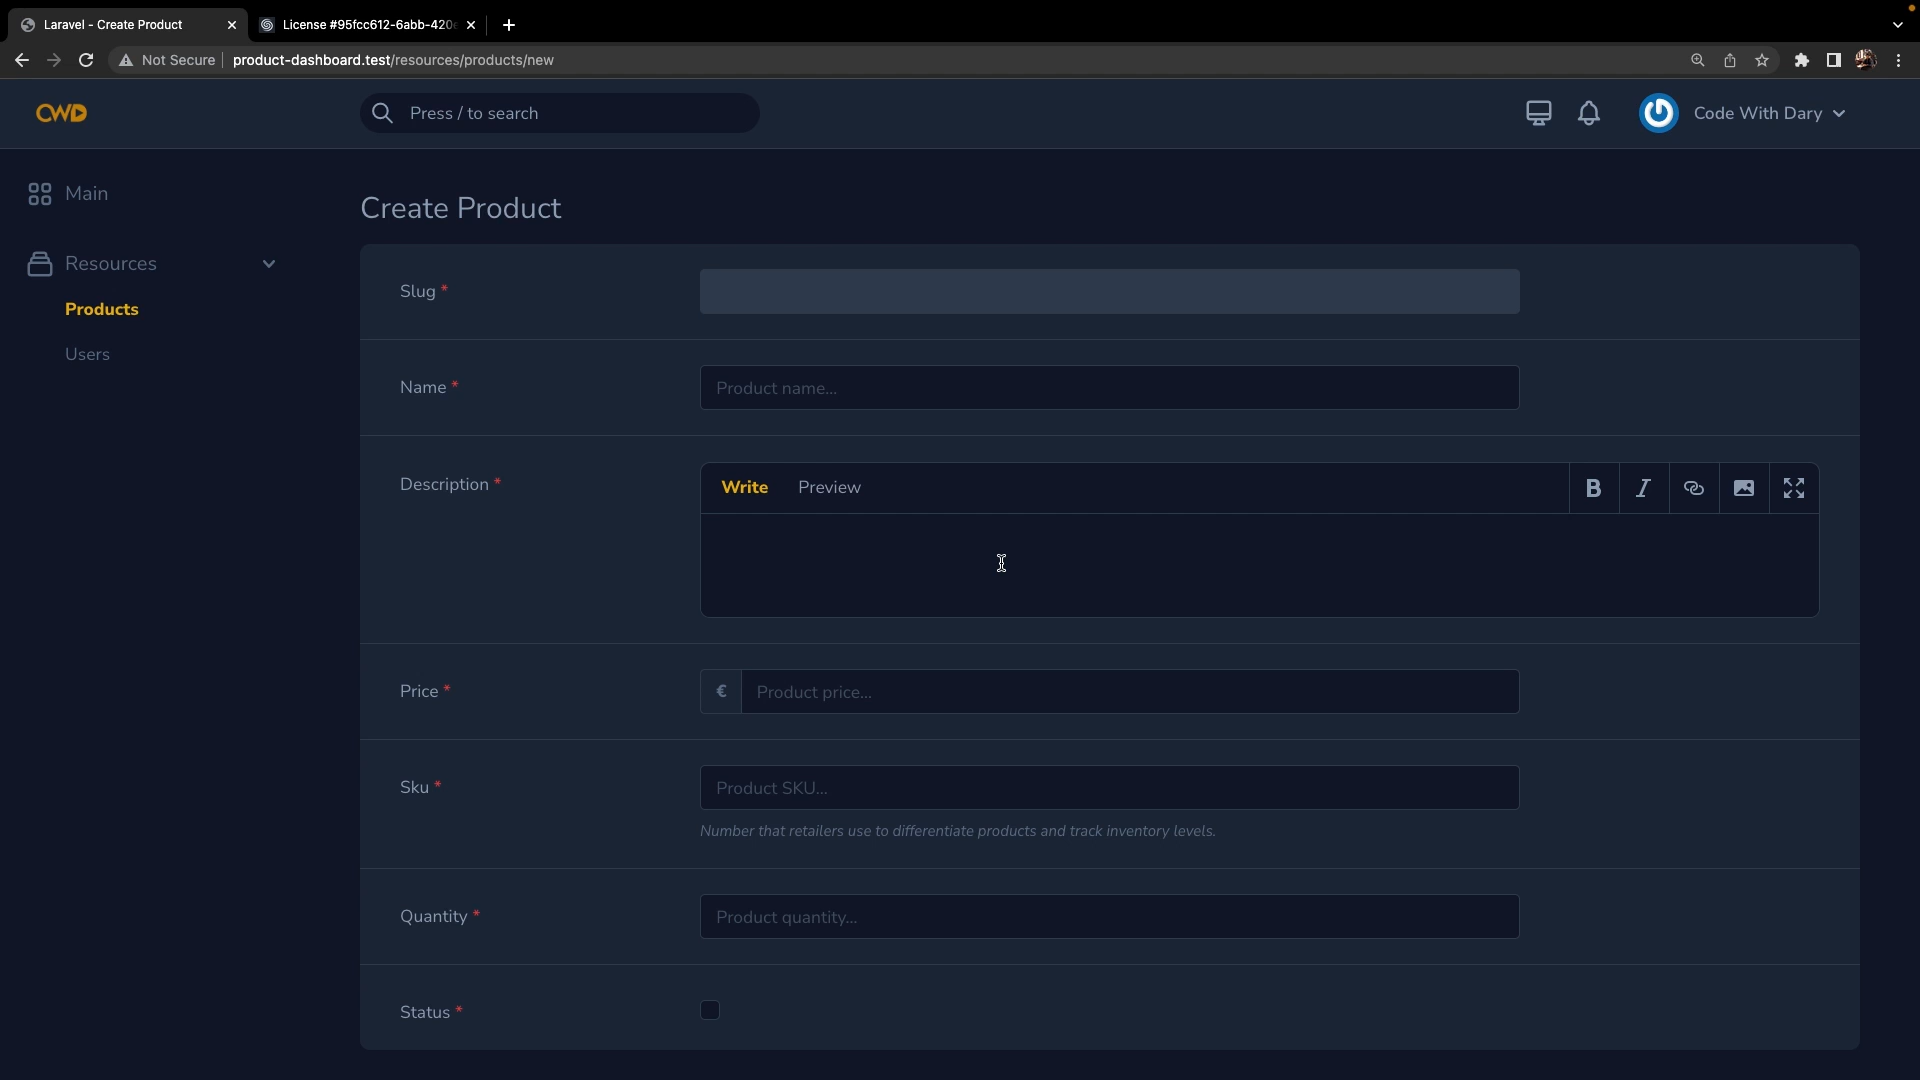 Laravel - Create Product
License #95fcc612-6abb-420
Not Secure
product-dashboard.test/resources/products/new
CWD
Press / to search
Code With Dary
Main
Resources
Products
Users
Create Product
Slug *
Name *
Product name...
Description *
Write
Preview
B
I
Price *
€
Product price...
Sku *
Product SKU...
Number that retailers use to differentiate products and track inventory levels.
Quantity *
Product quantity...
Status *